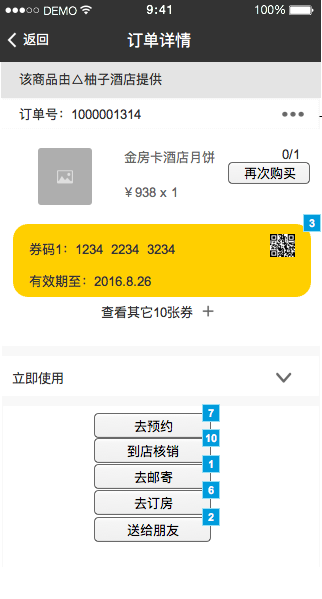 DEMO 9:41 100%
返回 订单详情
该商品由△柚子酒店提供
订单号：1000001314
金房卡酒店月饼 0/1
再次购买
￥938 x 1
3
券码1：1234 2234 3234
有效期至：2016.8.26
查看其它10张券 +
立即使用
去预约 7
到店核销 10
去邮寄 1
去订房 6
送给朋友 2